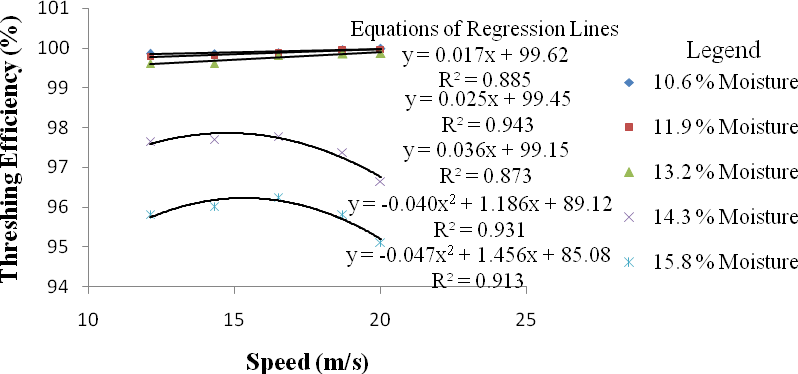 Equations of Regression Lines
y = 0.017x + 99.62
R² = 0.885
y = 0.025x + 99.45
R² = 0.943
y = 0.036x + 99.15
R² = 0.873
y = -0.040x² + 1.186x + 89.12
R² = 0.931
y = -0.047x² + 1.456x + 85.08
R² = 0.913
Legend
10.6 % Moisture
11.9 % Moisture
13.2 % Moisture
14.3 % Moisture
15.8 % Moisture
Threshing Efficiency (%)
101
100
99
98
97
96
95
94
10
15
20
25
Speed (m/s)